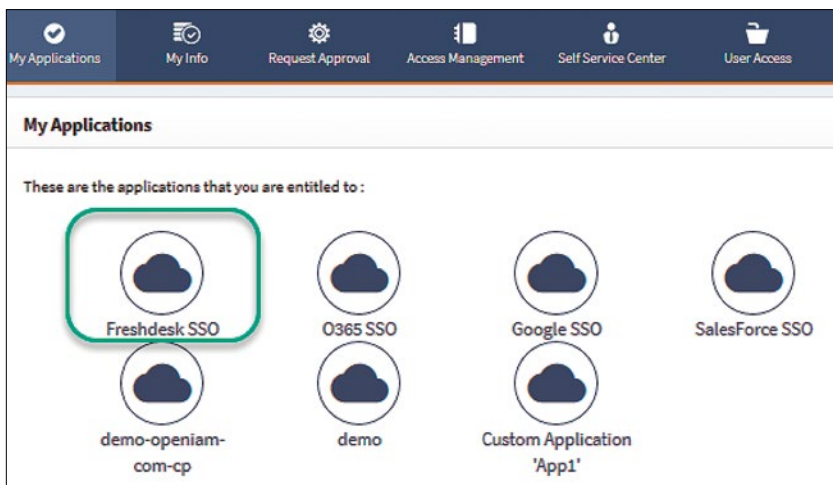 My Applications
My Info
Request Approval
Access Management
Self Service Center
User Access
My Applications
These are the applications that you are entitled to :
Freshdesk SSO
O365 SSO
Google SSO
SalesForce SSO
demo-openiam-
com-cp
demo
Custom Application
'App1'